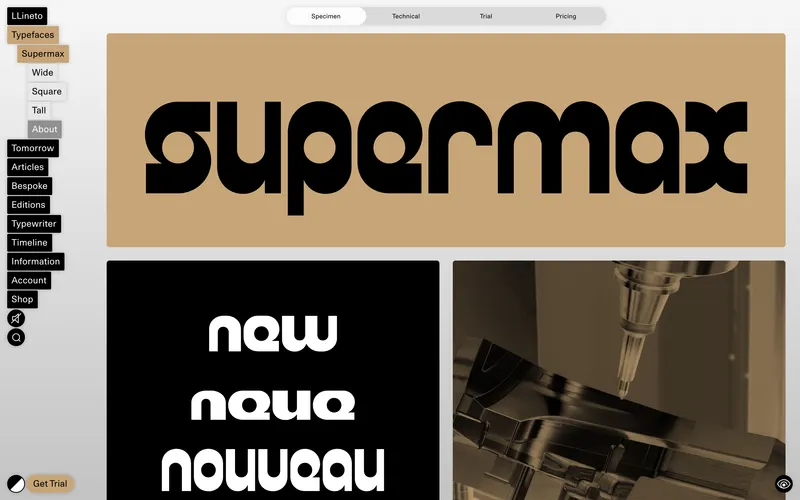 LLineto
Typefaces
Supermax
Wide
Square
Tall
About
Tomorrow
Articles
Bespoke
Editions
Typewriter
Timeline
Information
Account
Shop
Get Trial
Specimen Technical Trial Pricing
supermax
new
neue
nouveau